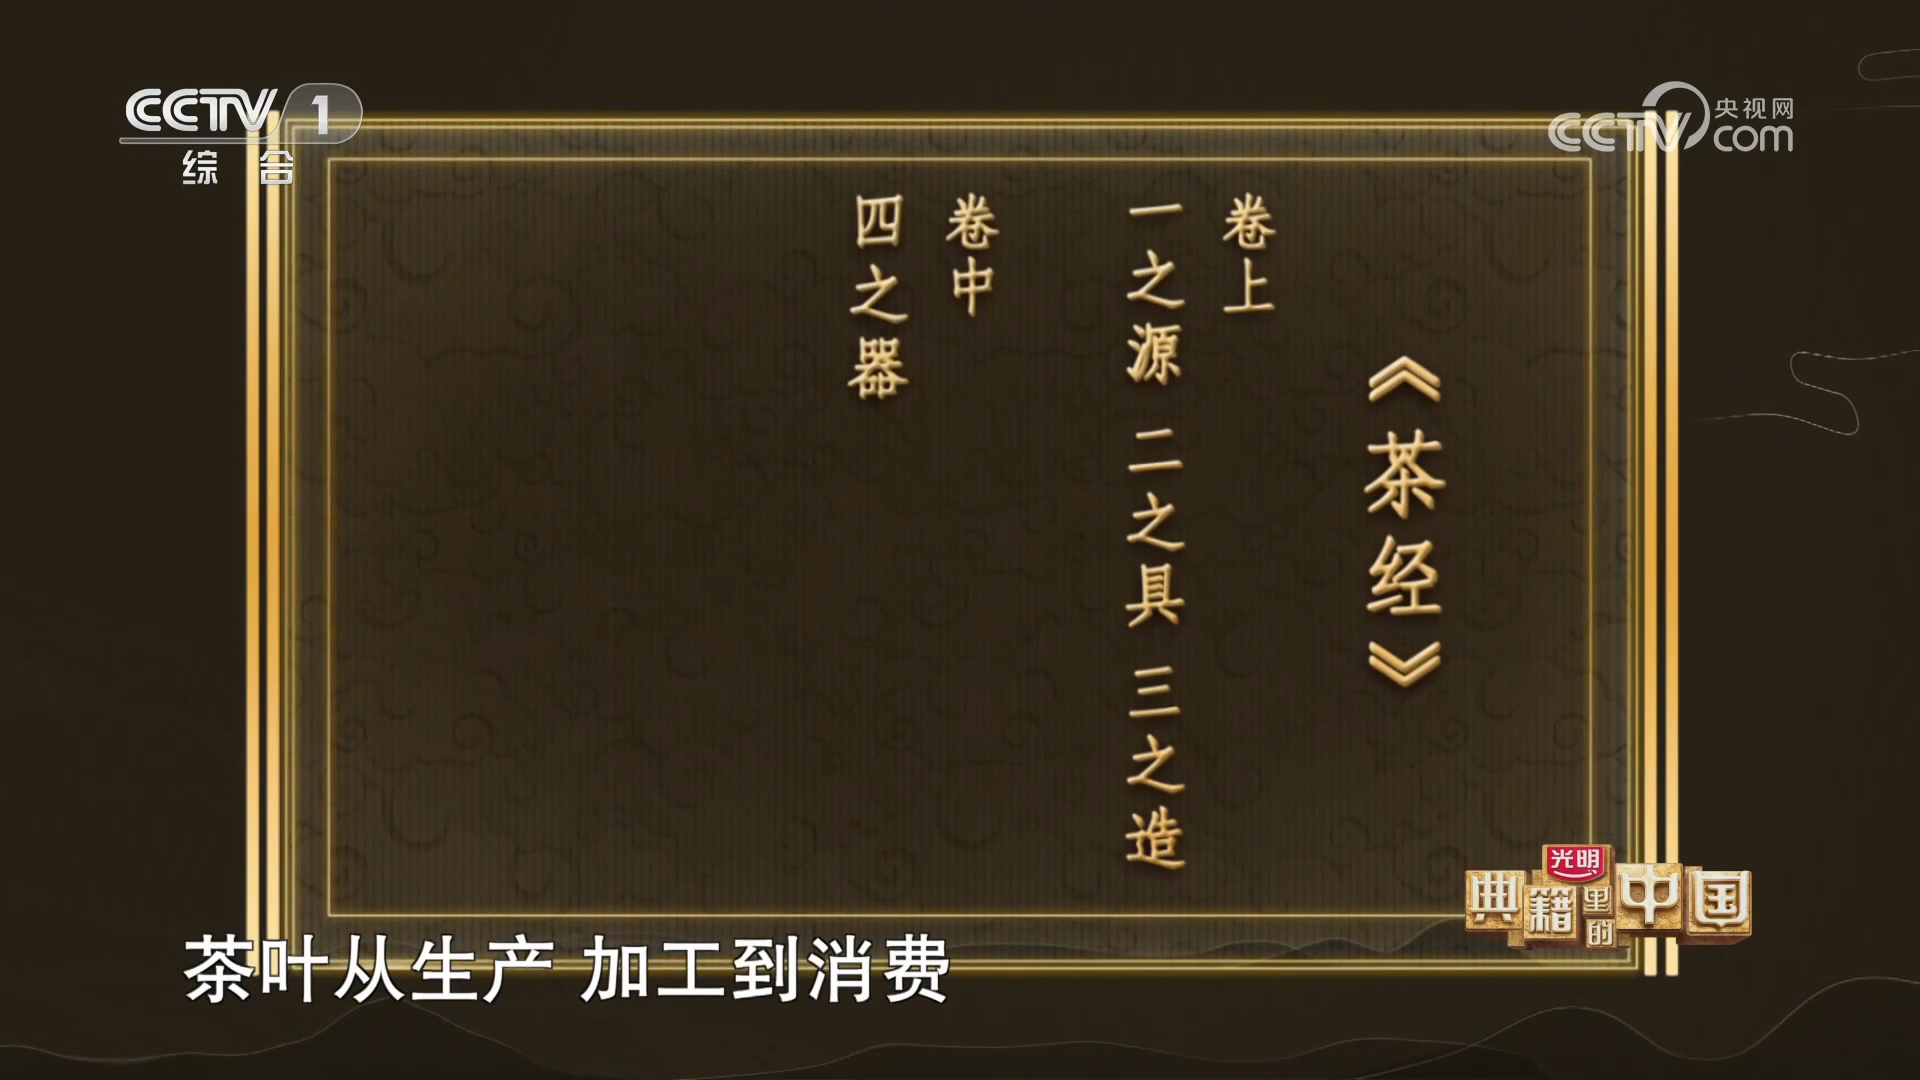 CCTV 1
综合
央视网
CCTV com
《茶经》
卷上
一之源 二之具 三之造
卷中
四之器
光明
典籍里的中国
茶叶从生产 加工到消费